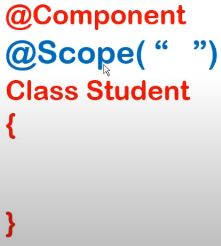 @Component
@Scope( “   ”)
Class Student
{
}